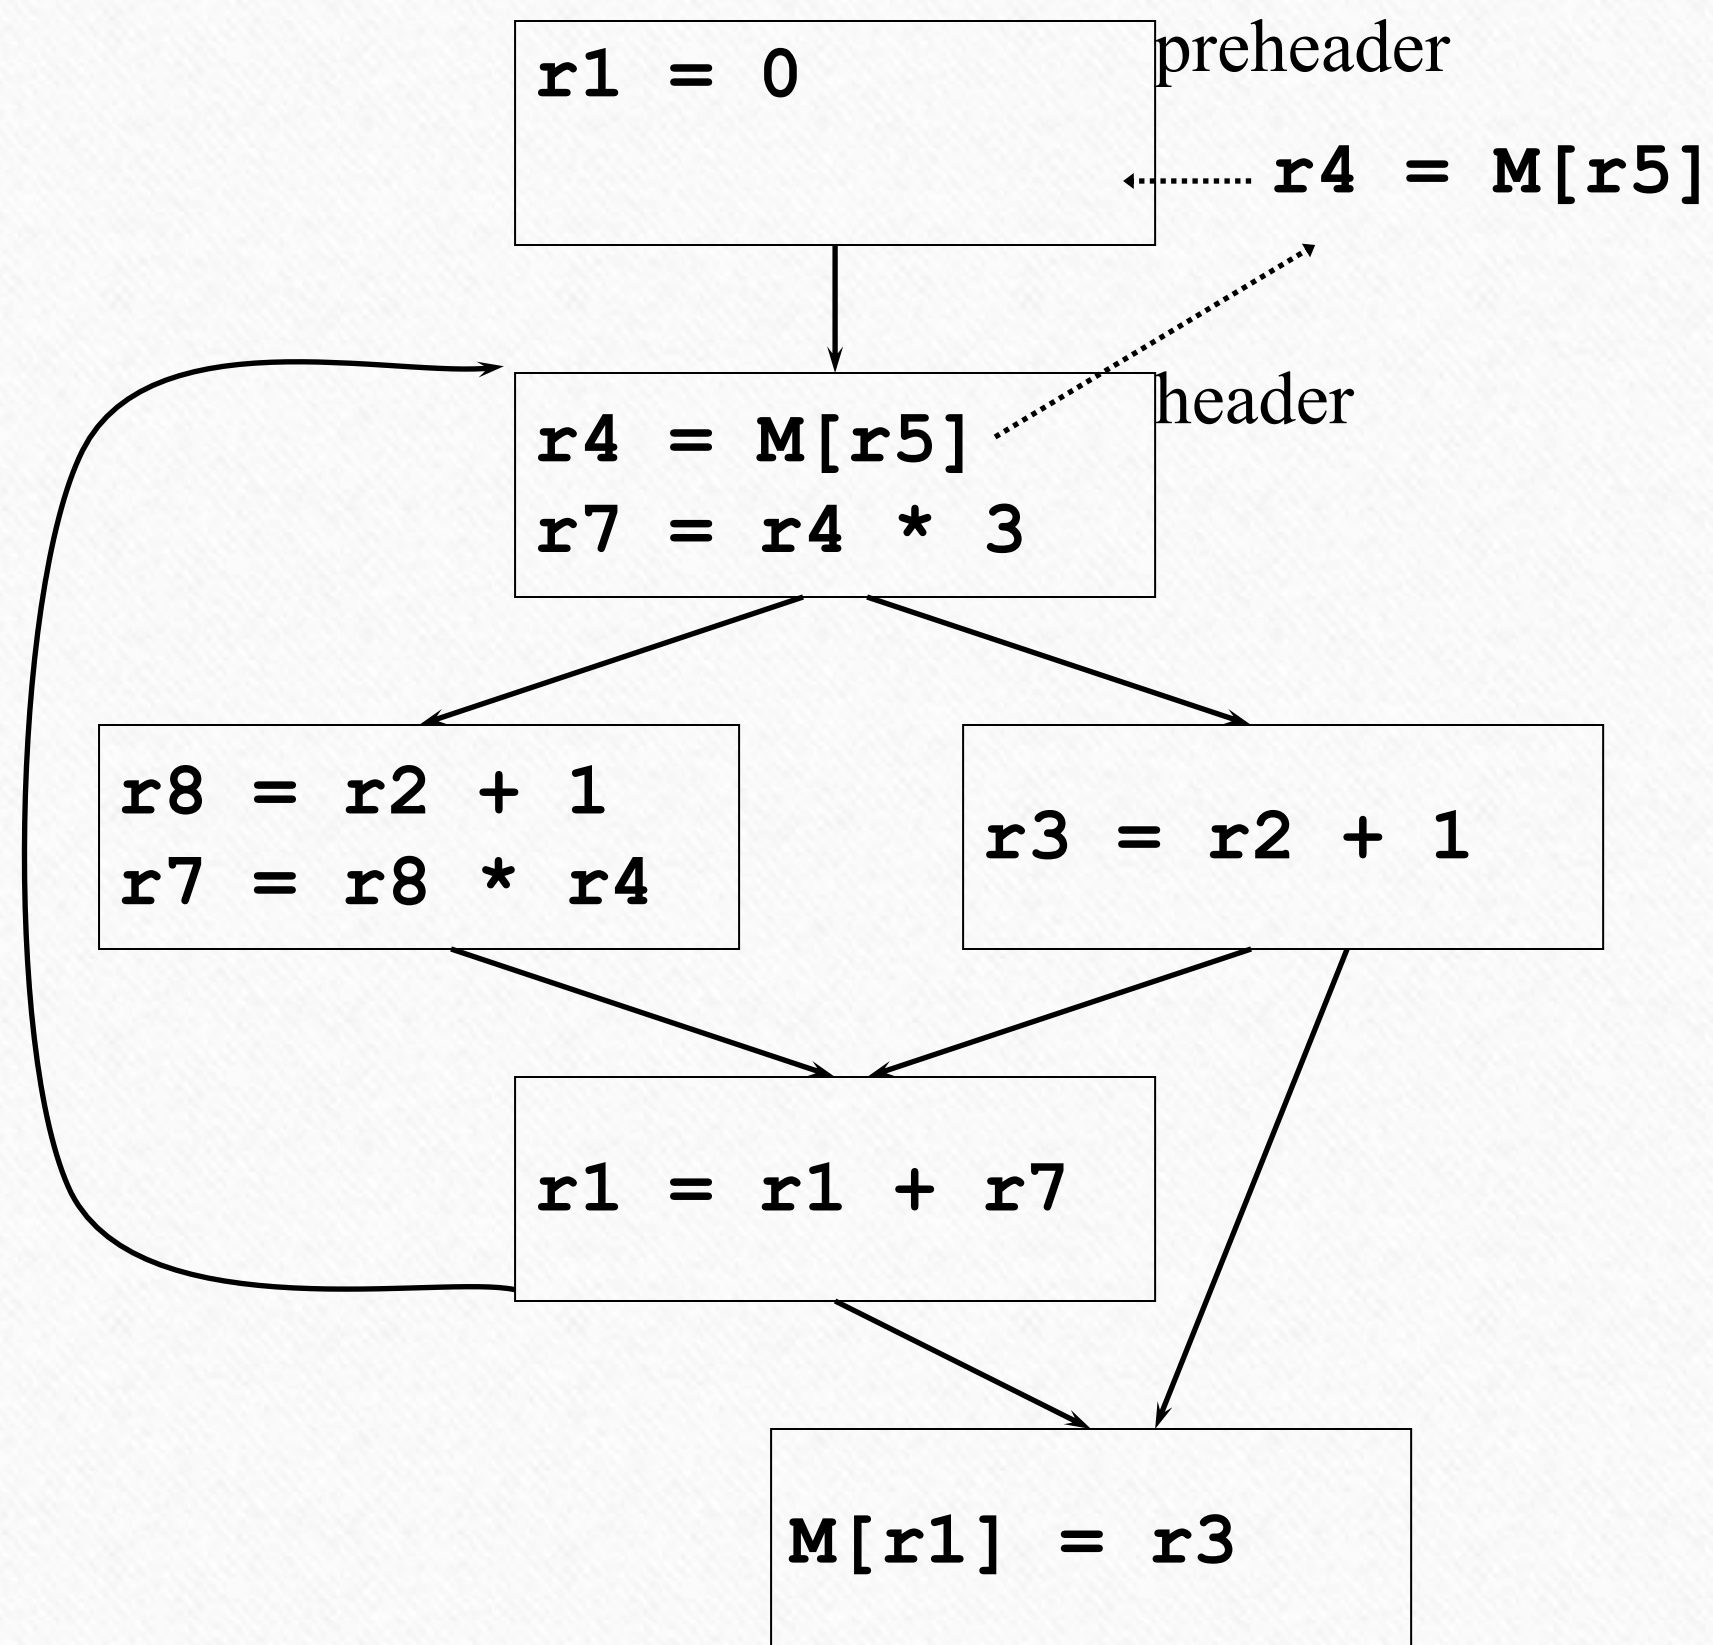 r1 = 0
preheader
r4 = M[r5]
header
r4 = M[r5]
r7 = r4 * 3
r8 = r2 + 1
r7 = r8 * r4
r3 = r2 + 1
r1 = r1 + r7
M[r1] = r3